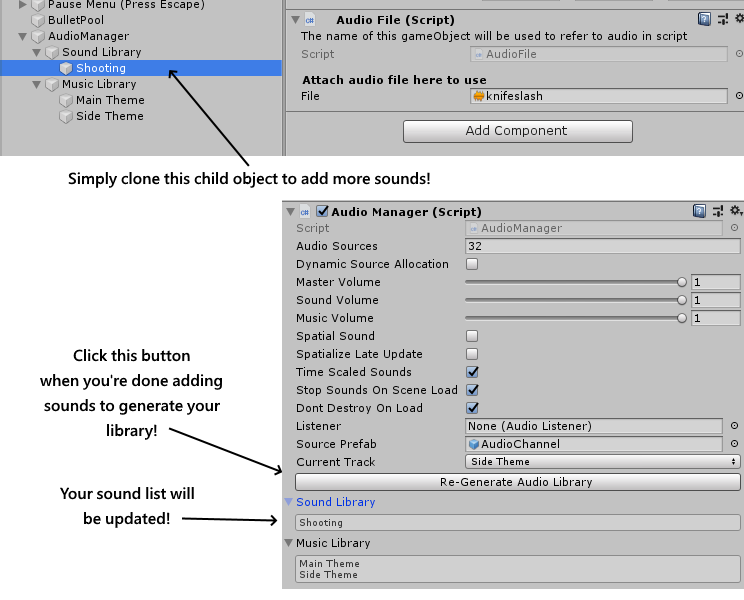 Pause Menu (Press Escape)
BulletPool
AudioManager
Sound Library
Shooting
Music Library
Main Theme
Side Theme
Audio File (Script)
The name of this gameObject will be used to refer to audio in script
Script AudioFile
Attach audio file here to use
File knifeslash
Add Component
Simply clone this child object to add more sounds!
Audio Manager (Script)
Script AudioManager
Audio Sources 32
Dynamic Source Allocation
Master Volume 1
Sound Volume 1
Music Volume 1
Spatial Sound
Spatialize Late Update
Time Scaled Sounds
Stop Sounds On Scene Load
Dont Destroy On Load
Listener None (Audio Listener)
Source Prefab AudioChannel
Current Track Side Theme
Re-Generate Audio Library
Sound Library
Shooting
Music Library
Main Theme
Side Theme
Click this button
when you're done adding
sounds to generate your
library!
Your sound list will
be updated!